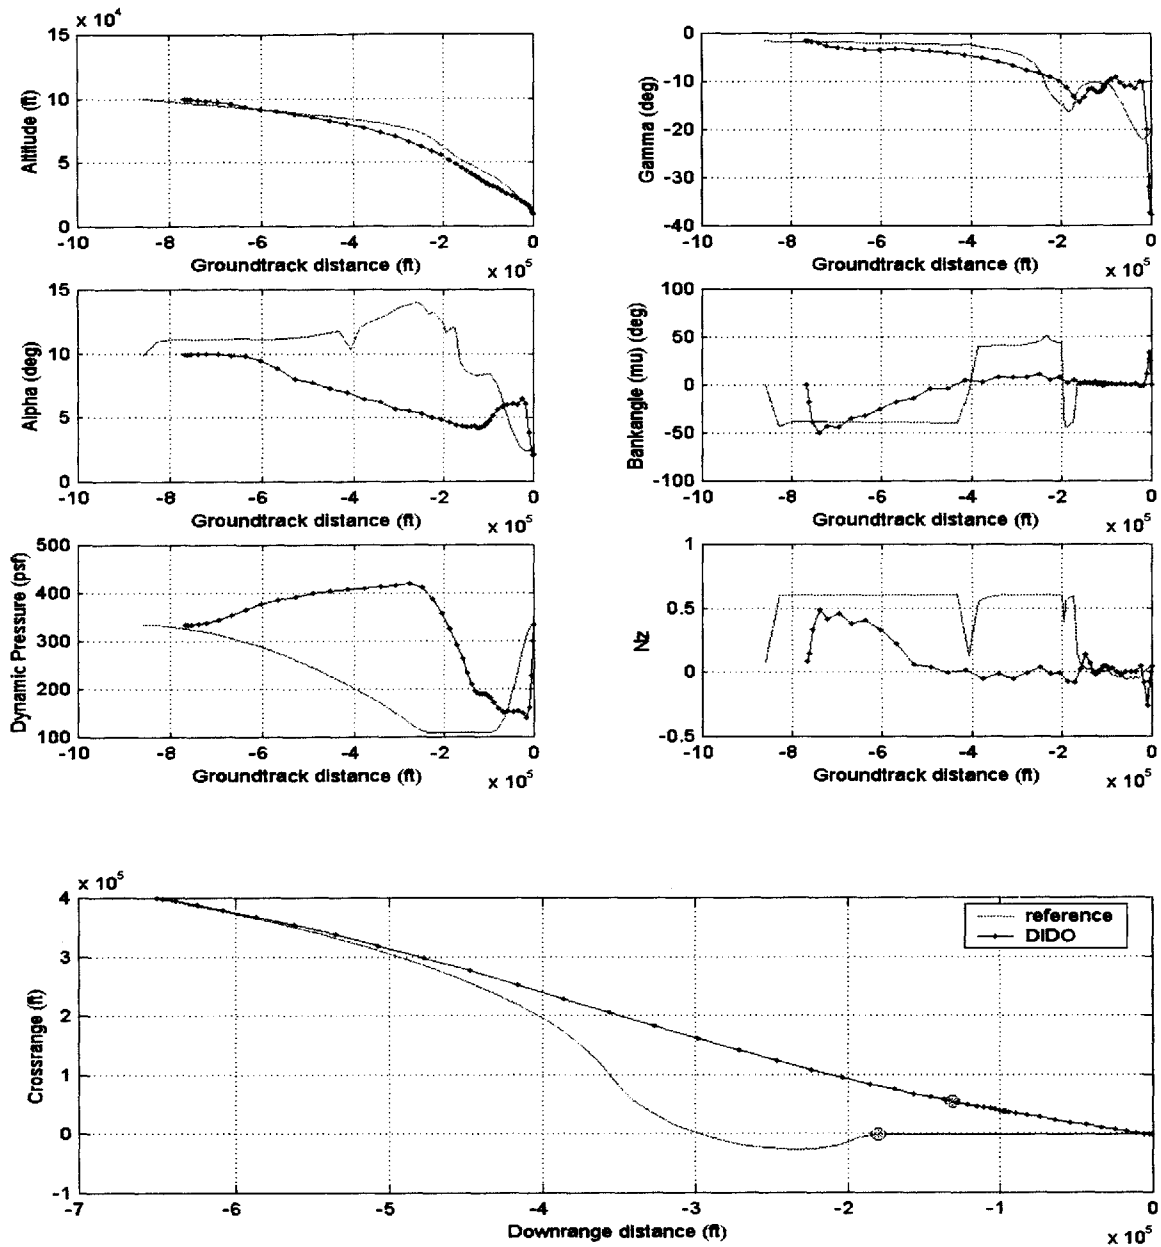 x 10^4
15
10
5
0
Altitude (ft)
-10 -8 -6 -4 -2 0
Groundtrack distance (ft)
x 10^5
0
-10
-20
-30
-40
Gamma (deg)
-10 -8 -6 -4 -2 0
Groundtrack distance (ft)
x 10^5
15
10
5
0
Alpha (deg)
-10 -8 -6 -4 -2 0
Groundtrack distance (ft)
x 10^5
100
50
0
-50
-100
Bankangle (mu) (deg)
-10 -8 -6 -4 -2 0
Groundtrack distance (ft)
x 10^5
500
400
300
200
100
Dynamic Pressure (psf)
-10 -8 -6 -4 -2 0
Groundtrack distance (ft)
x 10^5
1
0.5
0
-0.5
Nz
-10 -8 -6 -4 -2 0
Groundtrack distance (ft)
x 10^5
x 10^5
4
3
2
1
0
-1
Crossrange (ft)
reference
DIDO
-7 -6 -5 -4 -3 -2 -1 0
Downrange distance (ft)
x 10^5